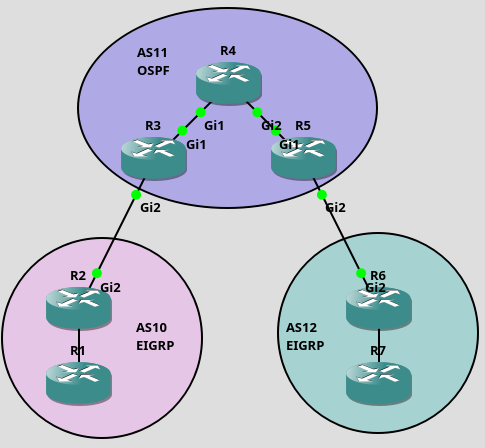 AS11
OSPF
R4
Gi1
Gi2
R3
R5
Gi1
Gi1
Gi2
Gi2
R2
Gi2
R6
Gi2
AS10
EIGRP
AS12
EIGRP
R1
R7